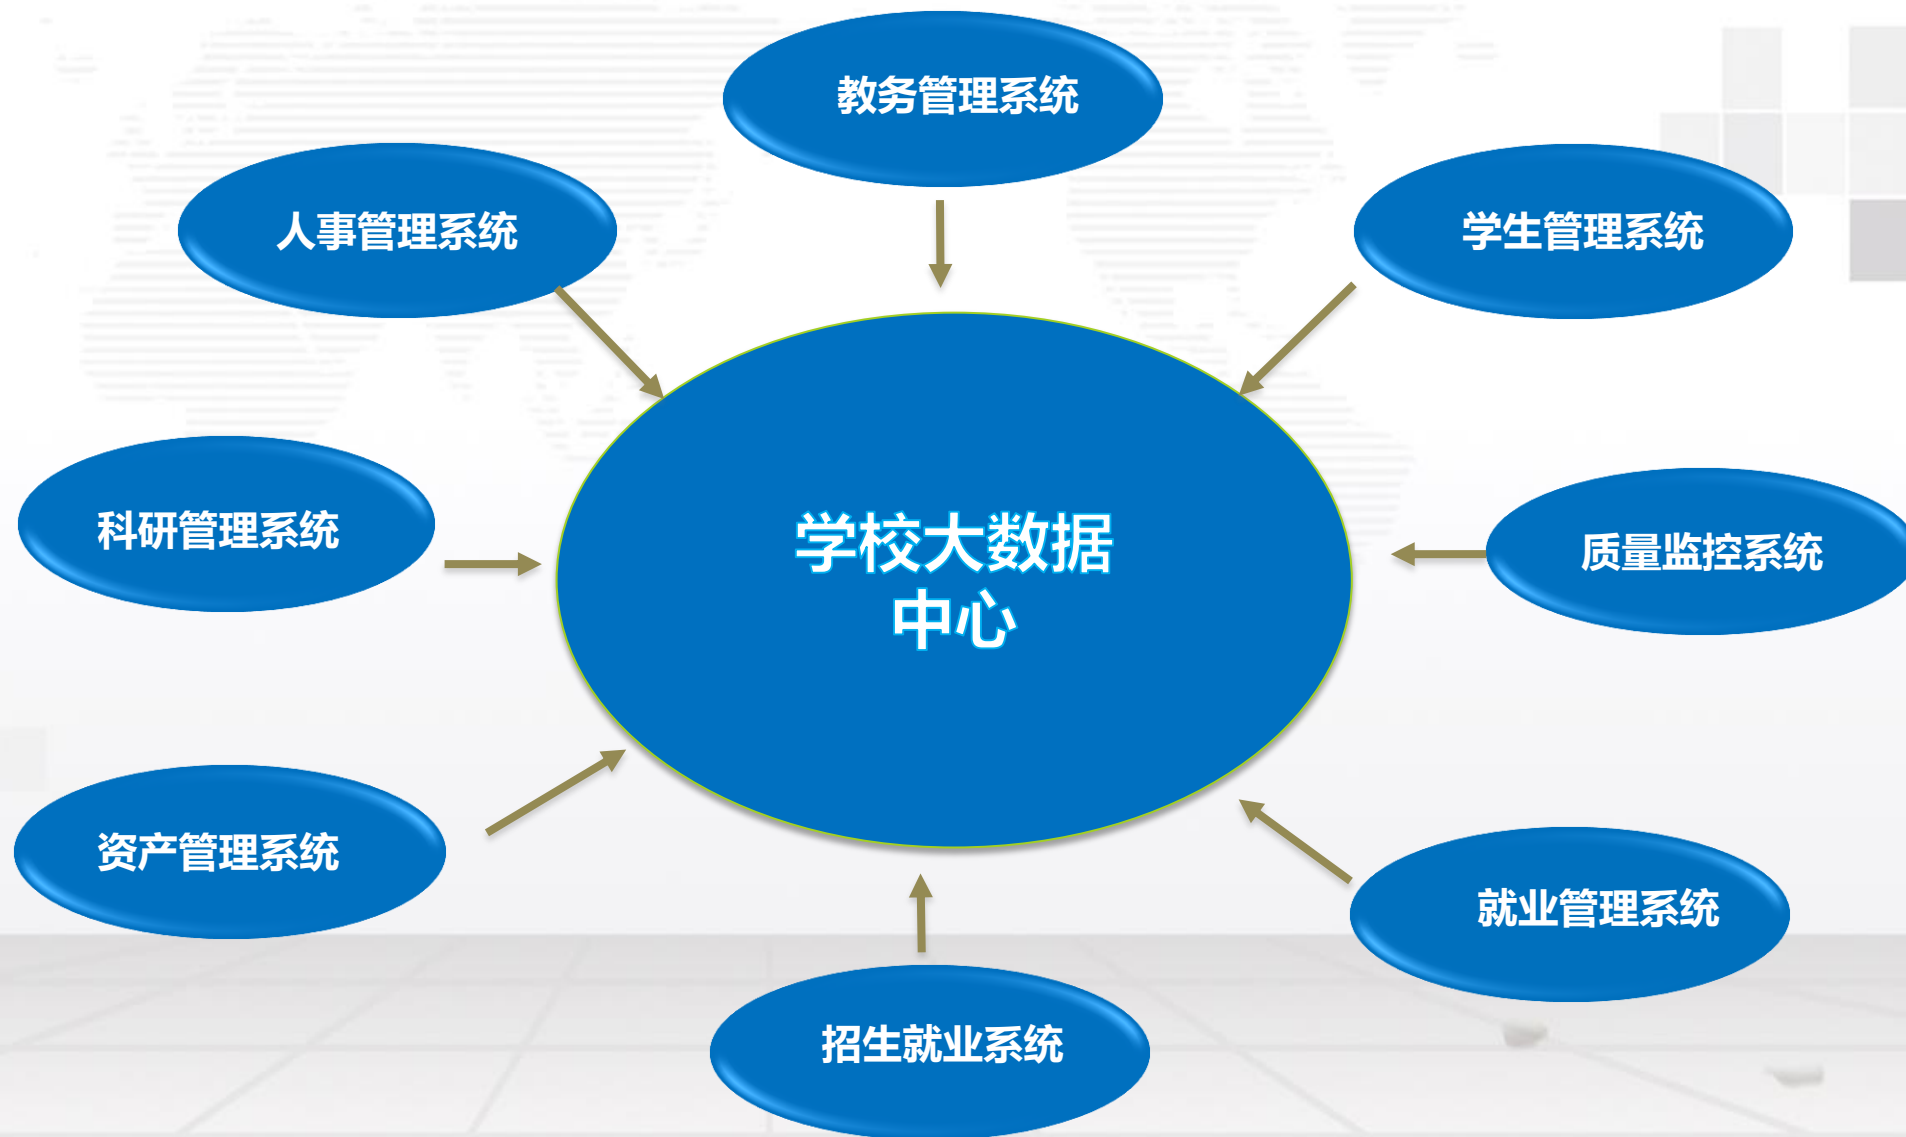 教务管理系统
人事管理系统
学生管理系统
科研管理系统
学校大数据
中心
质量监控系统
资产管理系统
就业管理系统
招生就业系统